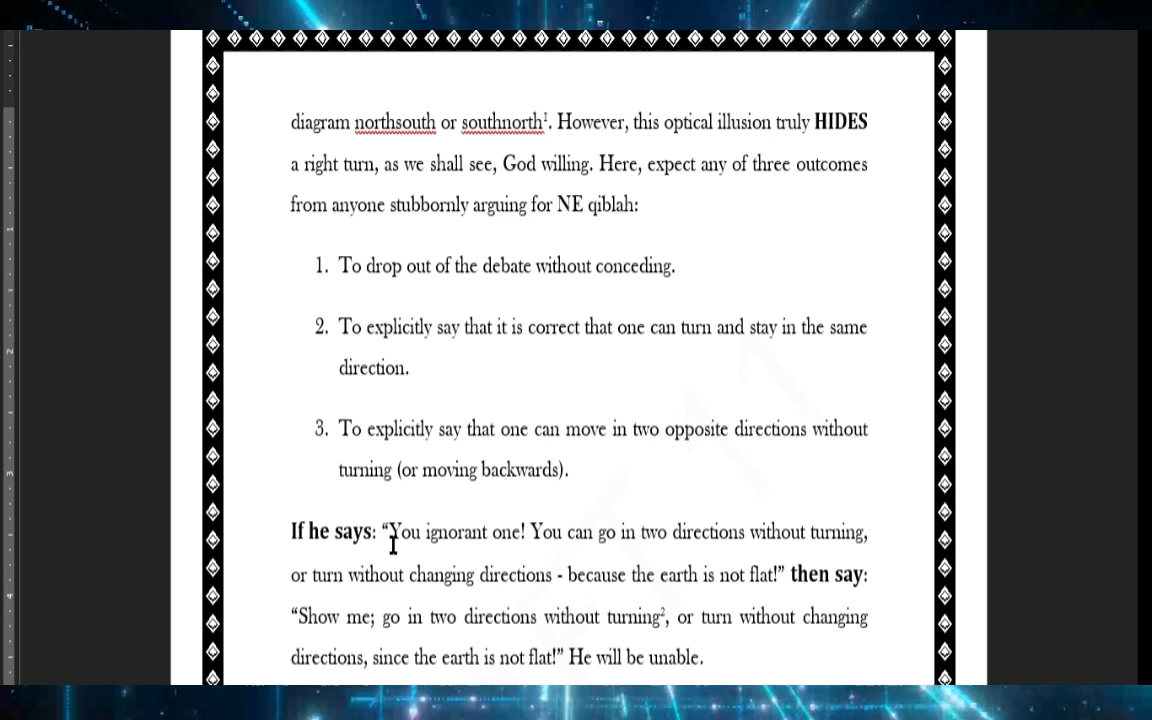 diagram northsouth or southnorth¹. However, this optical illusion truly HIDES
a right turn, as we shall see, God willing. Here, expect any of three outcomes
from anyone stubbornly arguing for NE qiblah:
1. To drop out of the debate without conceding.
2. To explicitly say that it is correct that one can turn and stay in the same
direction.
3. To explicitly say that one can move in two opposite directions without
turning (or moving backwards).
If he says: “You ignorant one! You can go in two directions without turning,
or turn without changing directions - because the earth is not flat!” then say:
“Show me; go in two directions without turning², or turn without changing
directions, since the earth is not flat!” He will be unable.